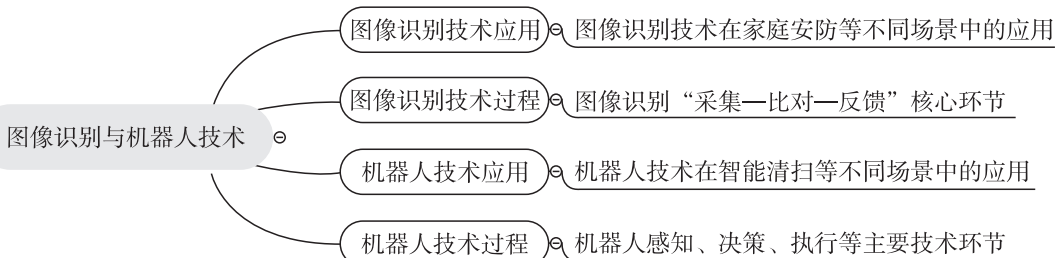 图像识别与机器人技术
图像识别技术应用
图像识别技术在家庭安防等不同场景中的应用
图像识别技术过程
图像识别“采集—比对—反馈”核心环节
机器人技术应用
机器人技术在智能清扫等不同场景中的应用
机器人技术过程
机器人感知、决策、执行等主要技术环节